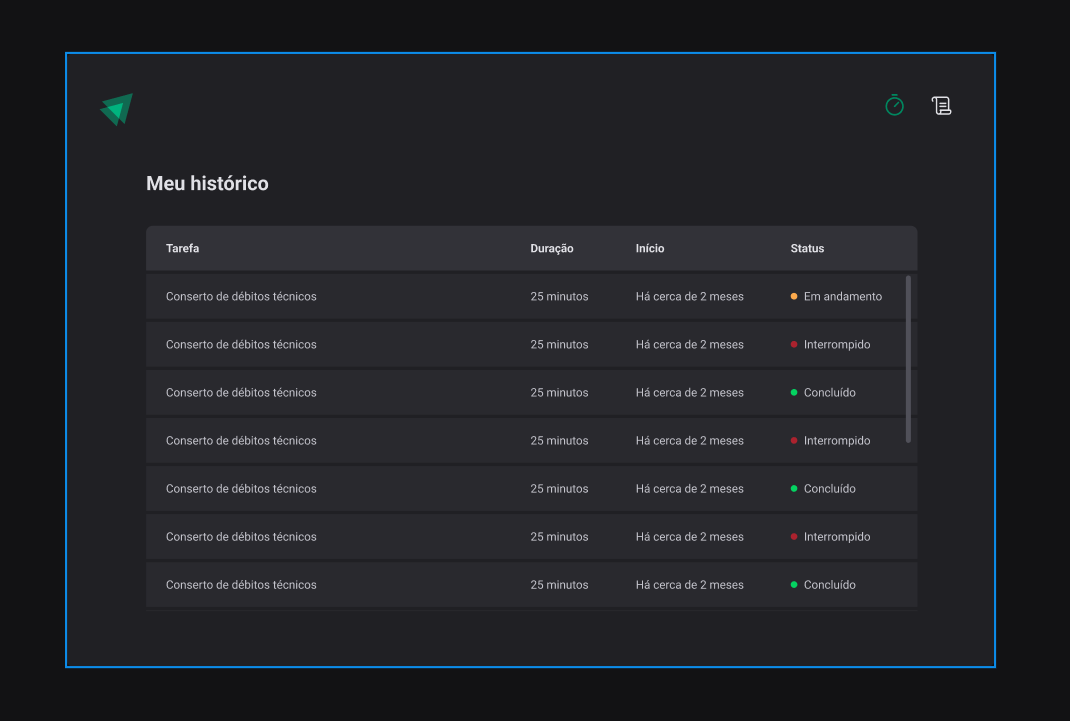 Meu histórico
Tarefa Duração Início Status
Conserto de débitos técnicos 25 minutos Há cerca de 2 meses Em andamento
Conserto de débitos técnicos 25 minutos Há cerca de 2 meses Interrompido
Conserto de débitos técnicos 25 minutos Há cerca de 2 meses Concluído
Conserto de débitos técnicos 25 minutos Há cerca de 2 meses Interrompido
Conserto de débitos técnicos 25 minutos Há cerca de 2 meses Concluído
Conserto de débitos técnicos 25 minutos Há cerca de 2 meses Interrompido
Conserto de débitos técnicos 25 minutos Há cerca de 2 meses Concluído